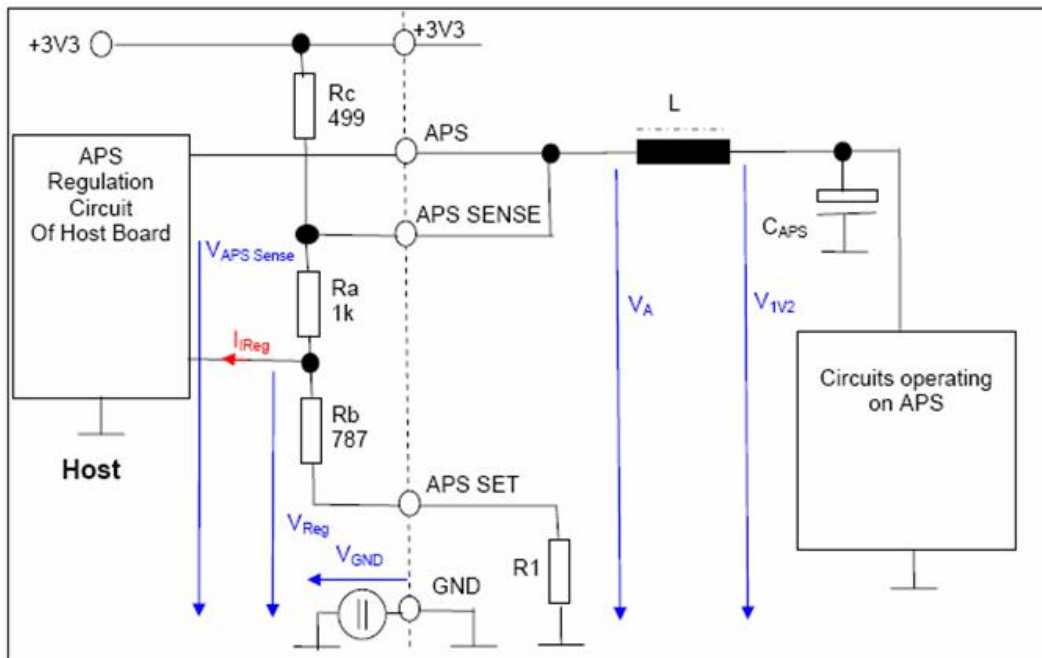 +3V3
+3V3
Rc
499
L
APS
APS
Regulation
Circuit
Of Host Board
APS SENSE
CAPS
VAPS Sense
Ra
1k
VA
V1V2
IIReg
Circuits operating
on APS
Rb
787
Host
APS SET
VReg
VGND
R1
GND